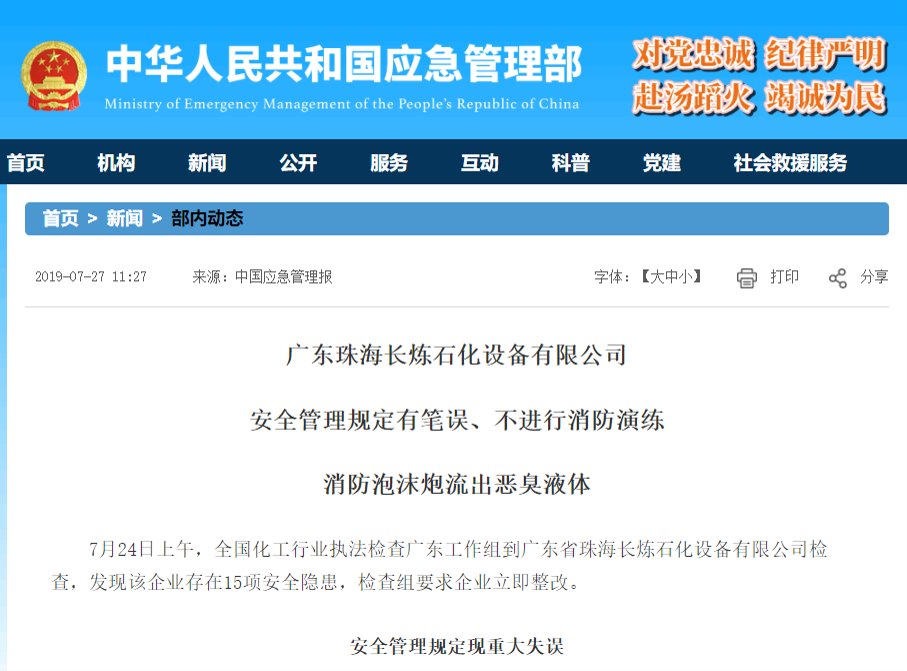 中华人民共和国应急管理部
Ministry of Emergency Management of the People's Republic of China
对党忠诚 纪律严明
赴汤蹈火 竭诚为民
首页 机构 新闻 公开 服务 互动 科普 党建 社会救援服务
首页 > 新闻 > 部内动态
2019-07-27 11:27 来源：中国应急管理报 字体：【大中小】 打印 分享
广东珠海长炼石化设备有限公司
安全管理规定有笔误、不进行消防演练
消防泡沫炮流出恶臭液体
7月24日上午，全国化工行业执法检查广东工作组到广东省珠海长炼石化设备有限公司检
查，发现该企业存在15项安全隐患，检查组要求企业立即整改。
安全管理规定现重大失误